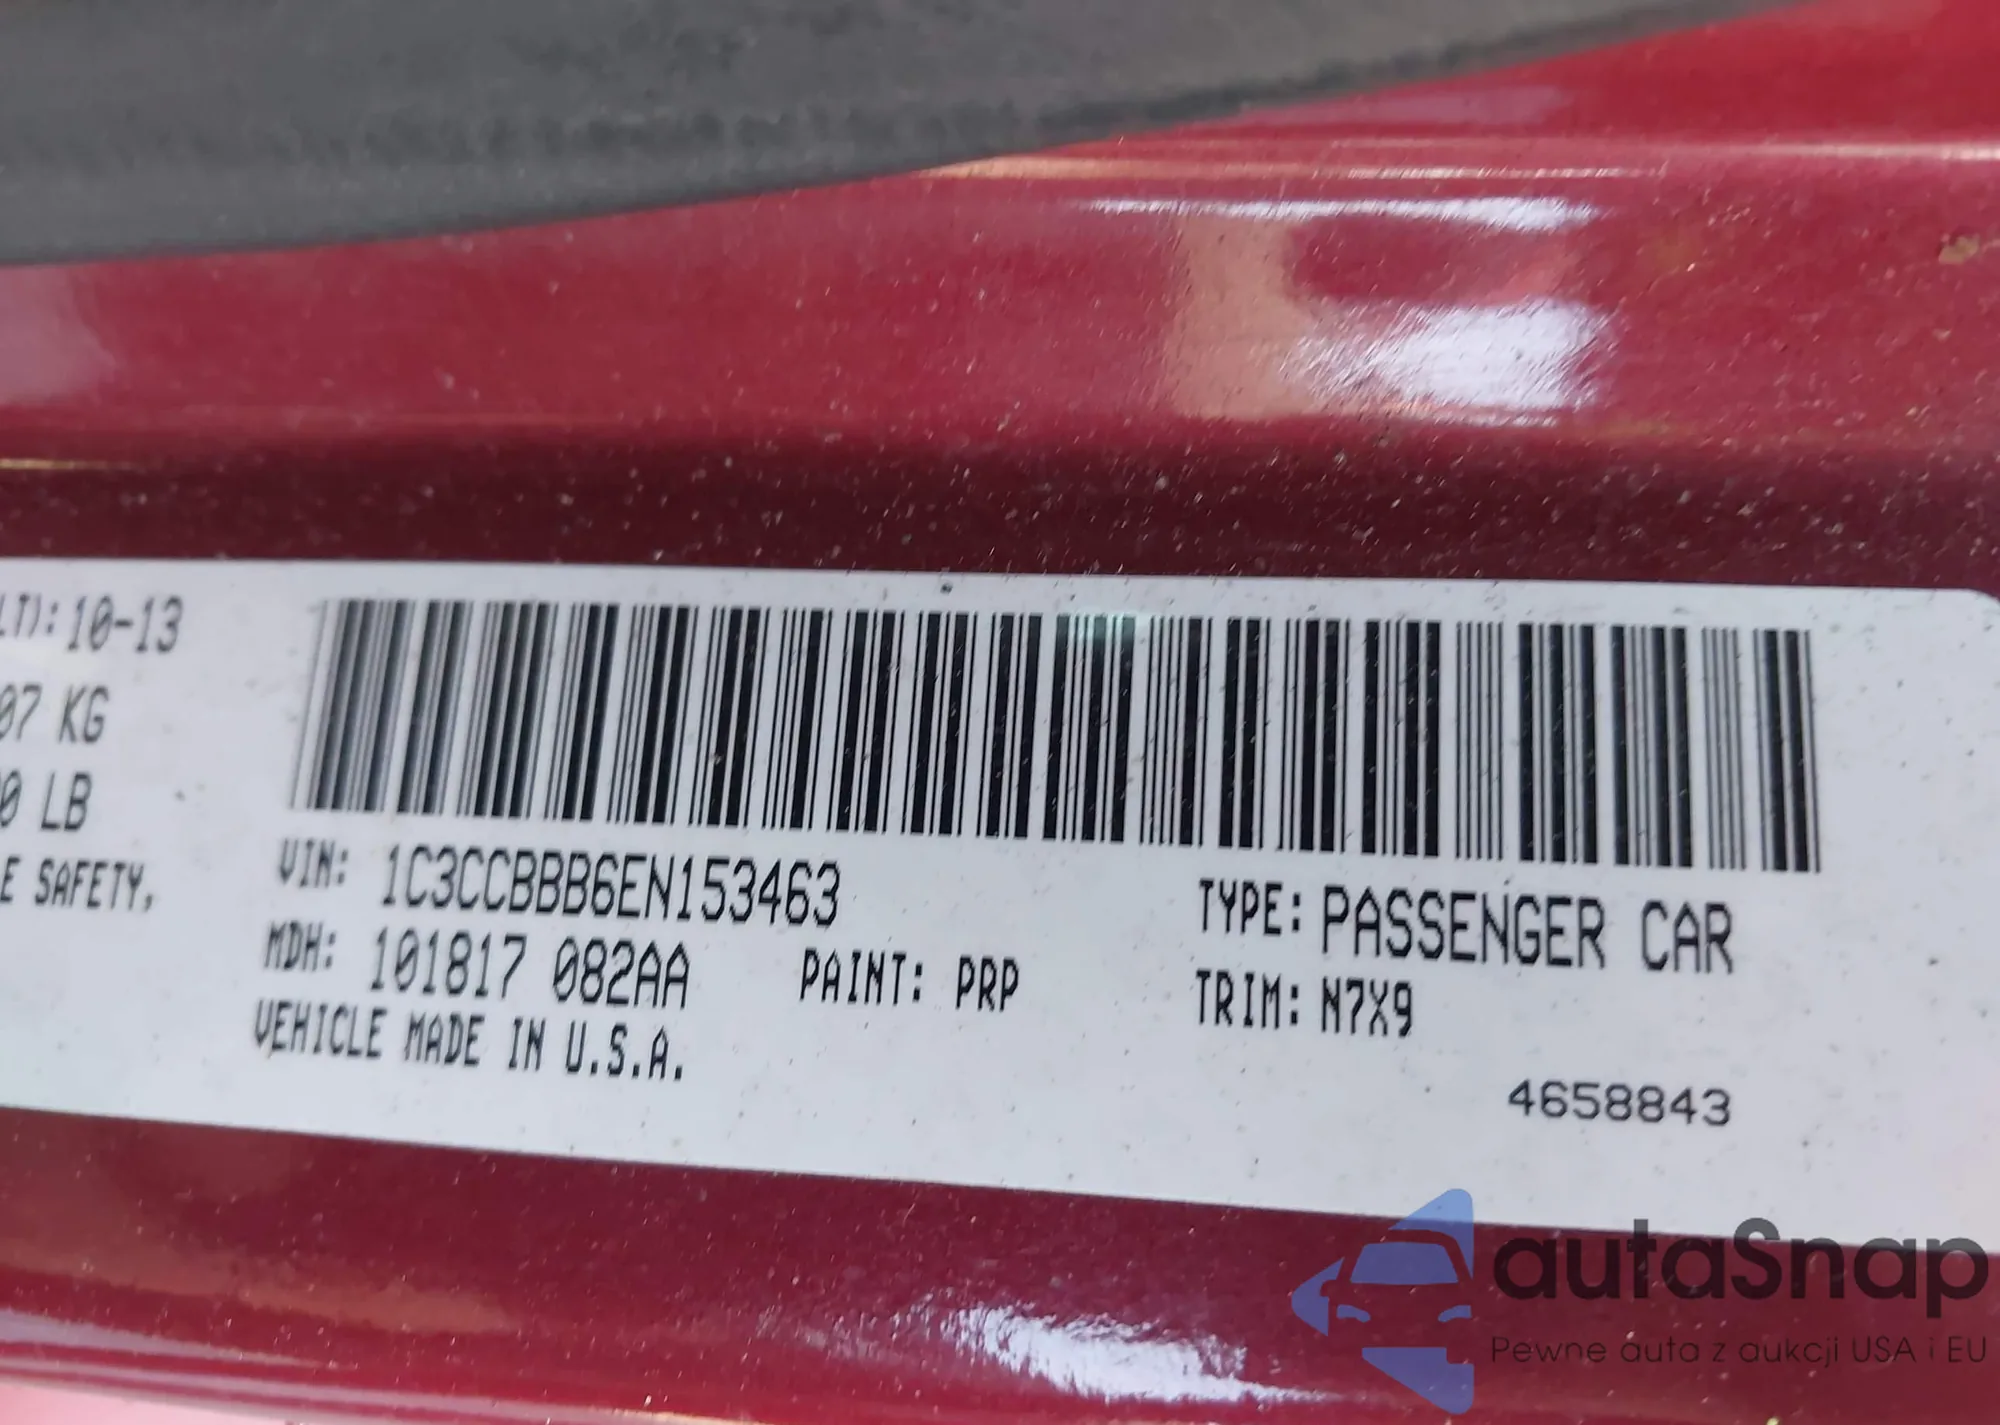 LT): 10-13
07 KG
0 LB
E SAFETY,
VIN: 1C3CCBBB6EN153463
MDH: 101817 082AA
PAINT: PRP
VEHICLE MADE IN U.S.A.
TYPE: PASSENGER CAR
TRIM: N7X9
4658843
autaSnap
Pewne auta z aukcji USA i EU